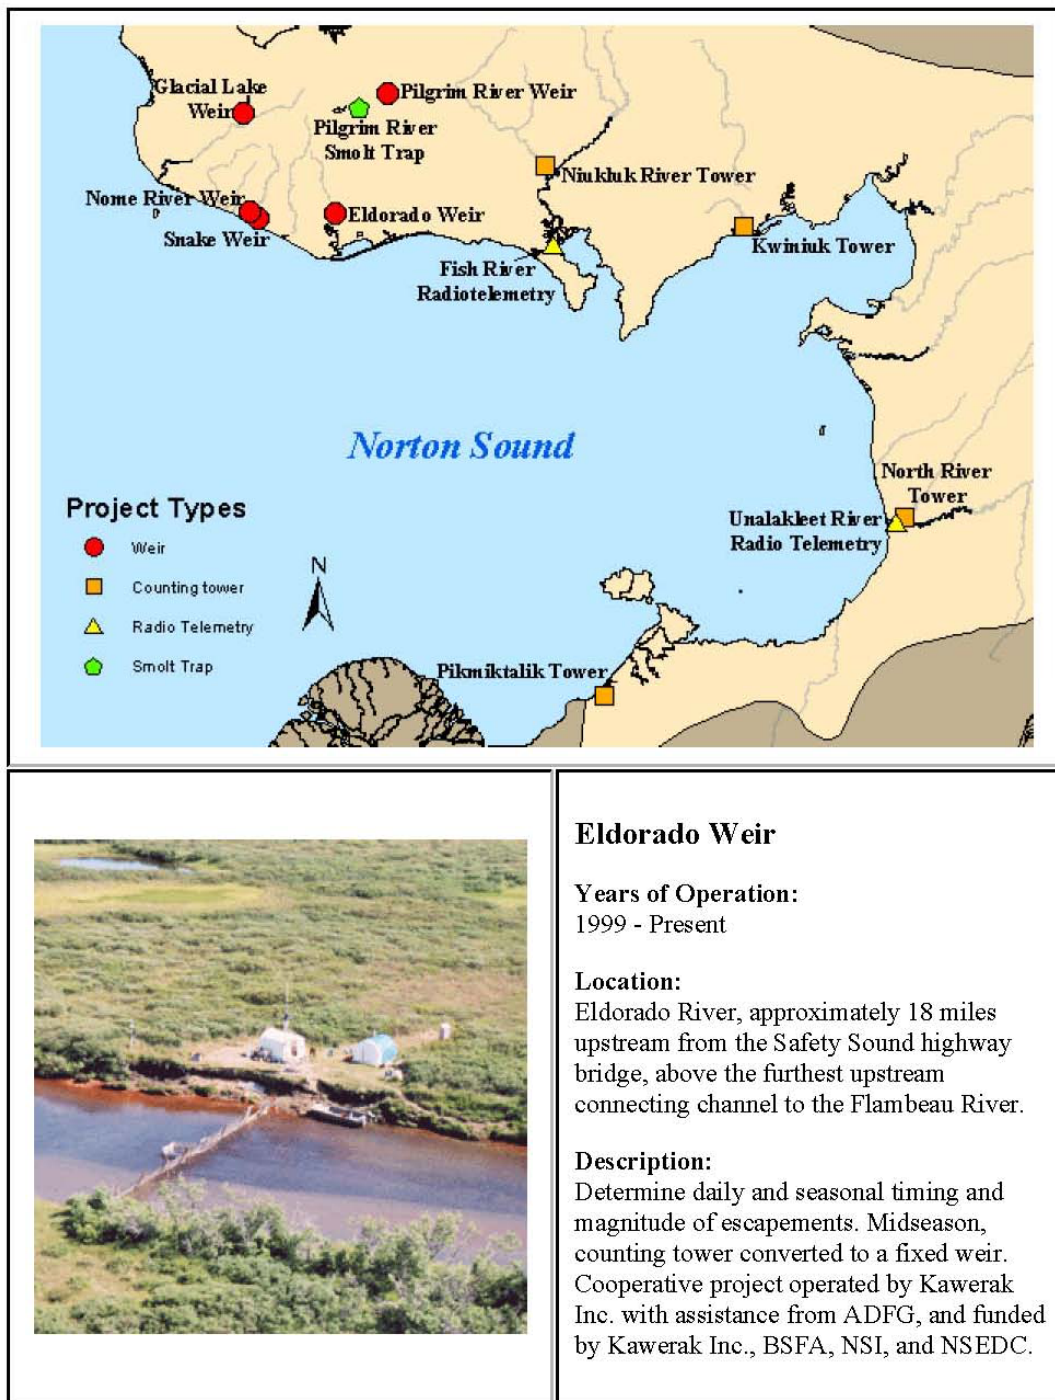 Glacial Lake
Weir
Pilgrim River Weir
Pilgrim River
Smolt Trap
Niukluk River Tower
Nome River Weir
Snake Weir
Eldorado Weir
Kwiniuk Tower
Fish River
Radiotelemetry
Norton Sound
North River
Tower
Unalakleet River
Radio Telemetry
Project Types
Weir
Counting tower
Radio Telemetry
Smolt Trap
N
Pikmiktalik Tower
Eldorado Weir
Years of Operation:
1999 - Present
Location:
Eldorado River, approximately 18 miles
upstream from the Safety Sound highway
bridge, above the furthest upstream
connecting channel to the Flambeau River.
Description:
Determine daily and seasonal timing and
magnitude of escapements. Midseason,
counting tower converted to a fixed weir.
Cooperative project operated by Kawerak
Inc. with assistance from ADFG, and funded
by Kawerak Inc., BSFA, NSI, and NSEDC.